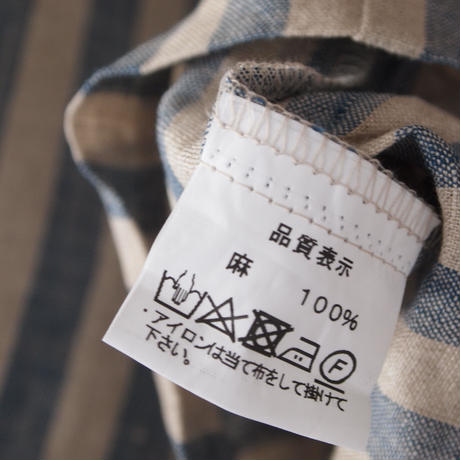 品質表示
麻 100%
F
・アイロンは当て布をして掛けて
下さい。